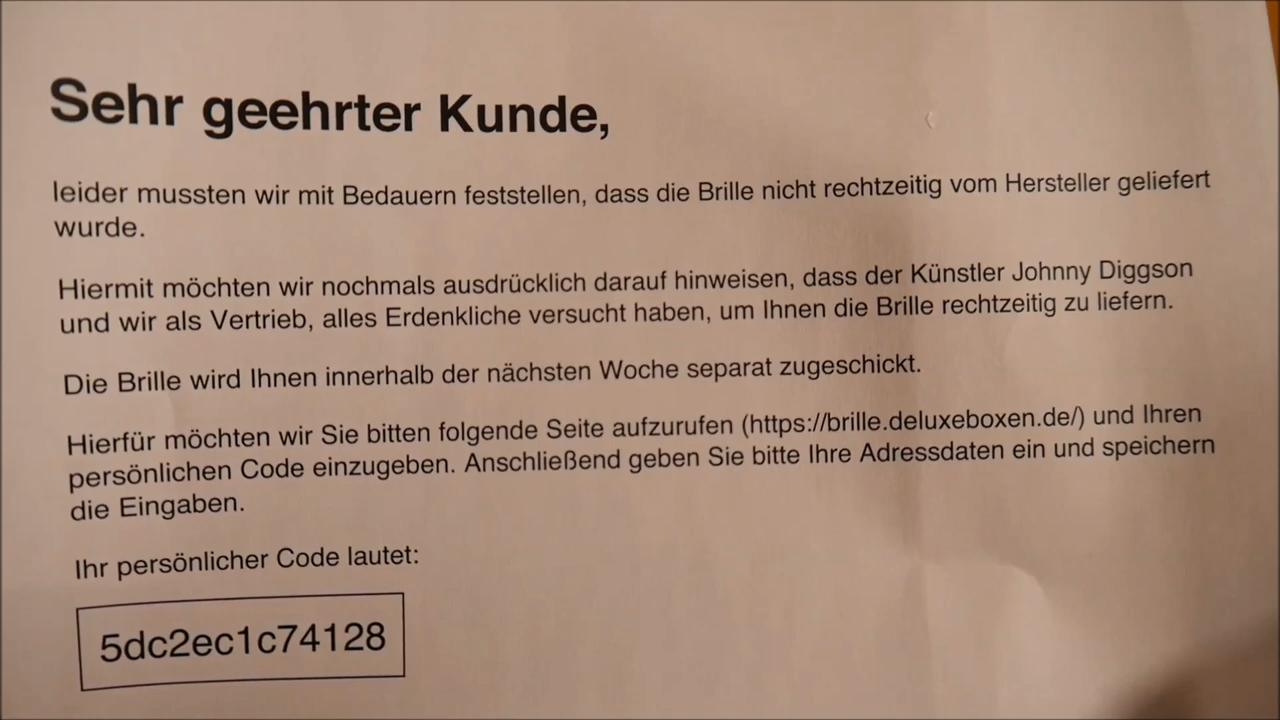 Sehr geehrter Kunde,
leider mussten wir mit Bedauern feststellen, dass die Brille nicht rechtzeitig vom Hersteller geliefert
wurde.
Hiermit möchten wir nochmals ausdrücklich darauf hinweisen, dass der Künstler Johnny Diggson
und wir als Vertrieb, alles Erdenkliche versucht haben, um Ihnen die Brille rechtzeitig zu liefern.
Die Brille wird Ihnen innerhalb der nächsten Woche separat zugeschickt.
Hierfür möchten wir Sie bitten folgende Seite aufzurufen (https://brille.deluxeboxen.de/) und Ihren
persönlichen Code einzugeben. Anschließend geben Sie bitte Ihre Adressdaten ein und speichern
die Eingaben.
Ihr persönlicher Code lautet:
5dc2ec1c74128